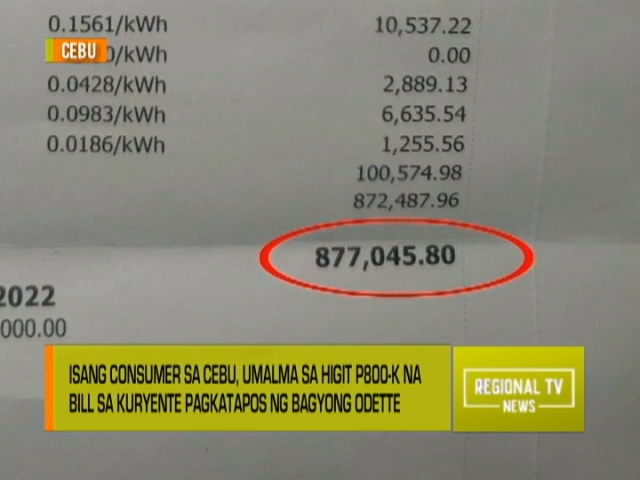 0.1561/kWh 10,537.22
CEBU 0/kWh 0.00
0.0428/kWh 2,889.13
0.0983/kWh 6,635.54
0.0186/kWh 1,255.56
100,574.98
872,487.96
877,045.80
2022
000.00
ISANG CONSUMER SA CEBU, UMALMA SA HIGIT P800-K NA
BILL SA KURYENTE PAGKATAPOS NG BAGYONG ODETTE
REGIONAL TV
NEWS